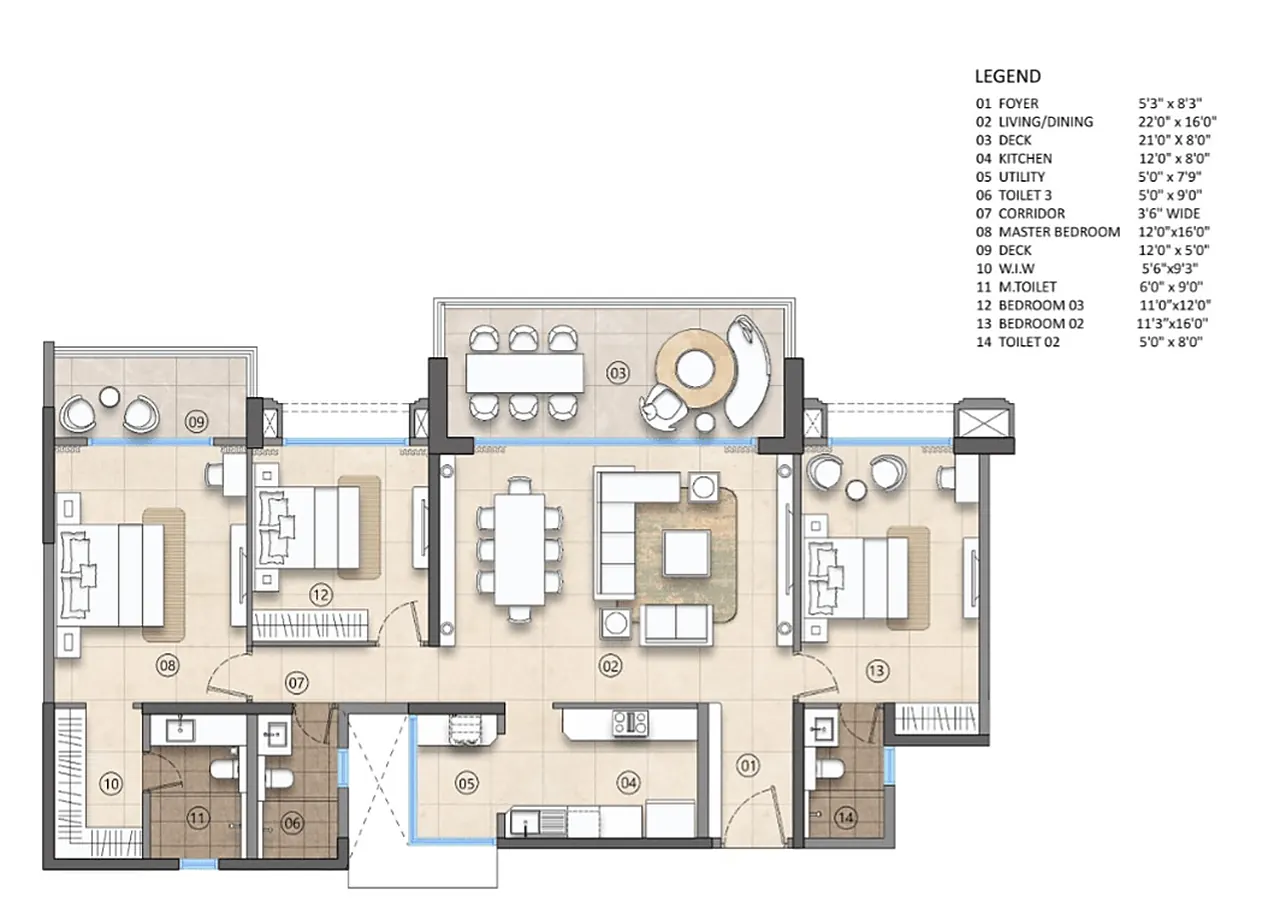 LEGEND
01 FOYER 5'3" x 8'3"
02 LIVING/DINING 22'0" x 16'0"
03 DECK 21'0" X 8'0"
04 KITCHEN 12'0" x 8'0"
05 UTILITY 5'0" x 7'9"
06 TOILET 3 5'0" x 9'0"
07 CORRIDOR 3'6" WIDE
08 MASTER BEDROOM 12'0"x16'0"
09 DECK 12'0" x 5'0"
10 W.I.W 5'6"x9'3"
11 M.TOILET 6'0" x 9'0"
12 BEDROOM 03 11'0"x12'0"
13 BEDROOM 02 11'3"x16'0"
14 TOILET 02 5'0" x 8'0"
03
09
12
08
07
02
13
10
11
06
05
04
01
14